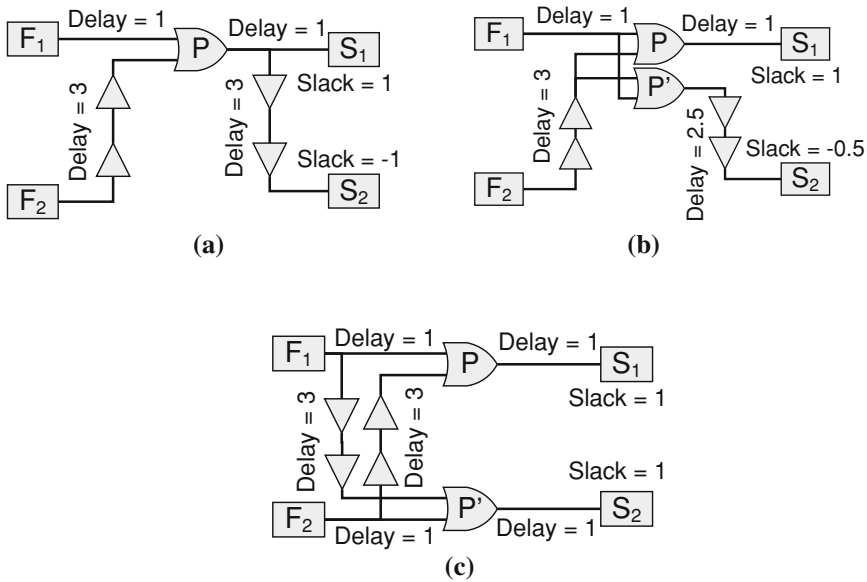 Delay = 1
F1
P
Delay = 1
S1
Slack = 1
Delay = 3
Delay = 3
Slack = -1
F2
S2
(a)
Delay = 1
F1
P
Delay = 1
S1
Slack = 1
P'
Delay = 3
Delay = 2.5
Slack = -0.5
F2
S2
(b)
F1
Delay = 1
P
Delay = 1
S1
Slack = 1
Delay = 3
Delay = 3
Slack = 1
F2
Delay = 1
P'
Delay = 1
S2
(c)